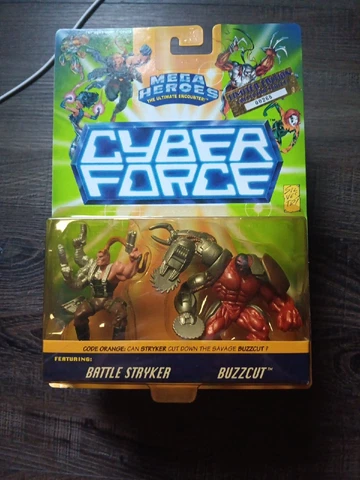 MEGA
HEROES
THE ULTIMATE ENCOUNTER!
CYBER
FORCE
CODE ORANGE: CAN STRYKER CUT DOWN THE SAVAGE BUZZCUT?
FEATURING:
BATTLE STRYKER
BUZZCUT™